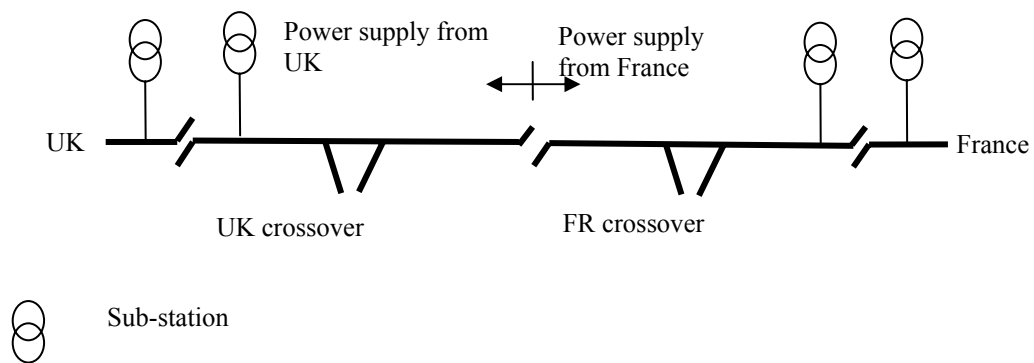 Power supply from
UK
Power supply
from France
UK
France
UK crossover
FR crossover
Sub-station